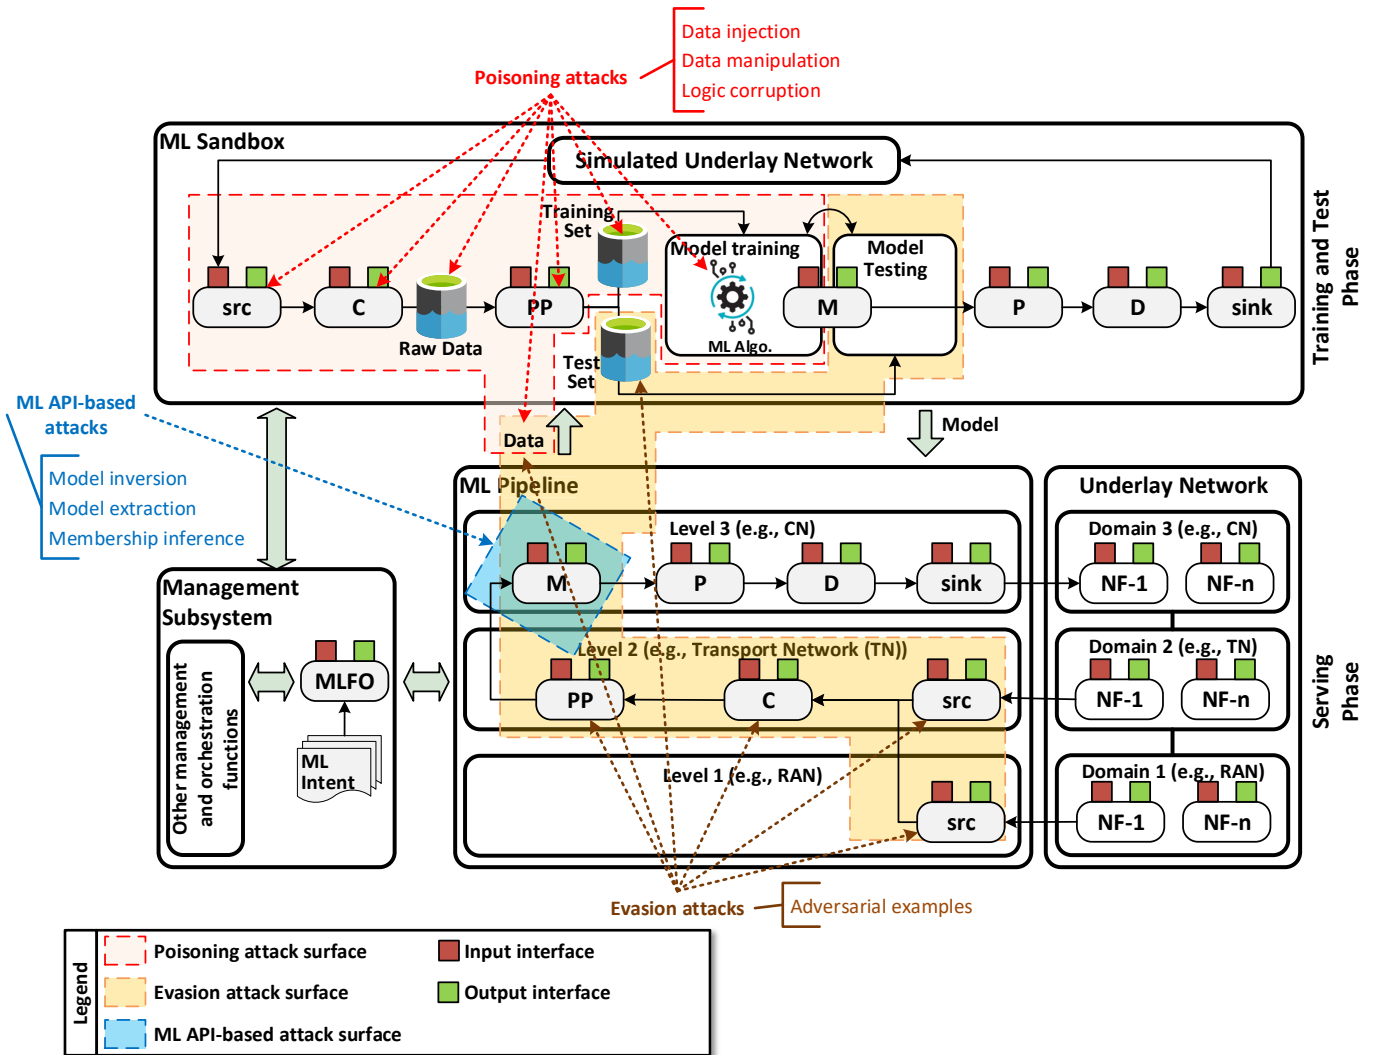 Data injection
Data manipulation
Logic corruption
Poisoning attacks
ML Sandbox
Simulated Underlay Network
Training
Set
Model training
Model
Testing
src
C
Raw Data
PP
ML Algo.
M
P
D
sink
Test
Set
Training and Test
Phase
ML API-based
attacks
Model inversion
Model extraction
Membership inference
Data
Model
ML Pipeline
Level 3 (e.g., CN)
M
P
D
sink
Level 2 (e.g., Transport Network (TN))
PP
C
src
Level 1 (e.g., RAN)
src
Underlay Network
Domain 3 (e.g., CN)
NF-1
NF-n
Domain 2 (e.g., TN)
NF-1
NF-n
Domain 1 (e.g., RAN)
NF-1
NF-n
Serving
Phase
Management
Subsystem
Other management
and orchestration
functions
MLFO
ML
Intent
Evasion attacks
Adversarial examples
Legend
Poisoning attack surface
Evasion attack surface
ML API-based attack surface
Input interface
Output interface